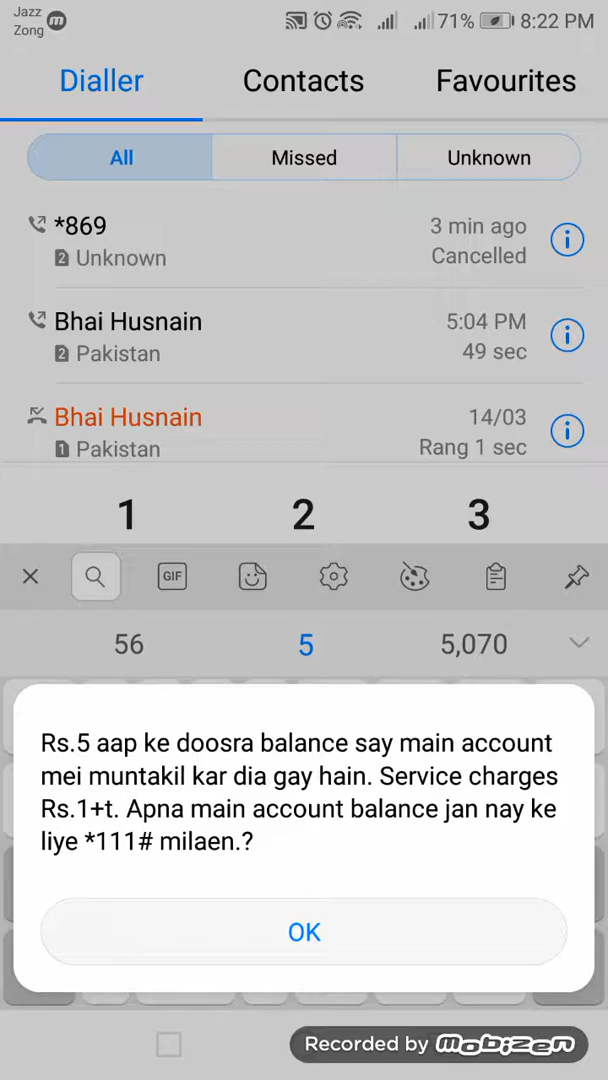 Jazz
Zong
71% 8:22 PM
Dialler Contacts Favourites
All Missed Unknown
*869 3 min ago
2 Unknown Cancelled
Bhai Husnain 5:04 PM
2 Pakistan 49 sec
Bhai Husnain 14/03
1 Pakistan Rang 1 sec
1 2 3
GIF
56 5 5,070
Rs.5 aap ke doosra balance say main account
mei muntakil kar dia gay hain. Service charges
Rs.1+t. Apna main account balance jan nay ke
liye *111# milaen.?
OK
Recorded by mobizen